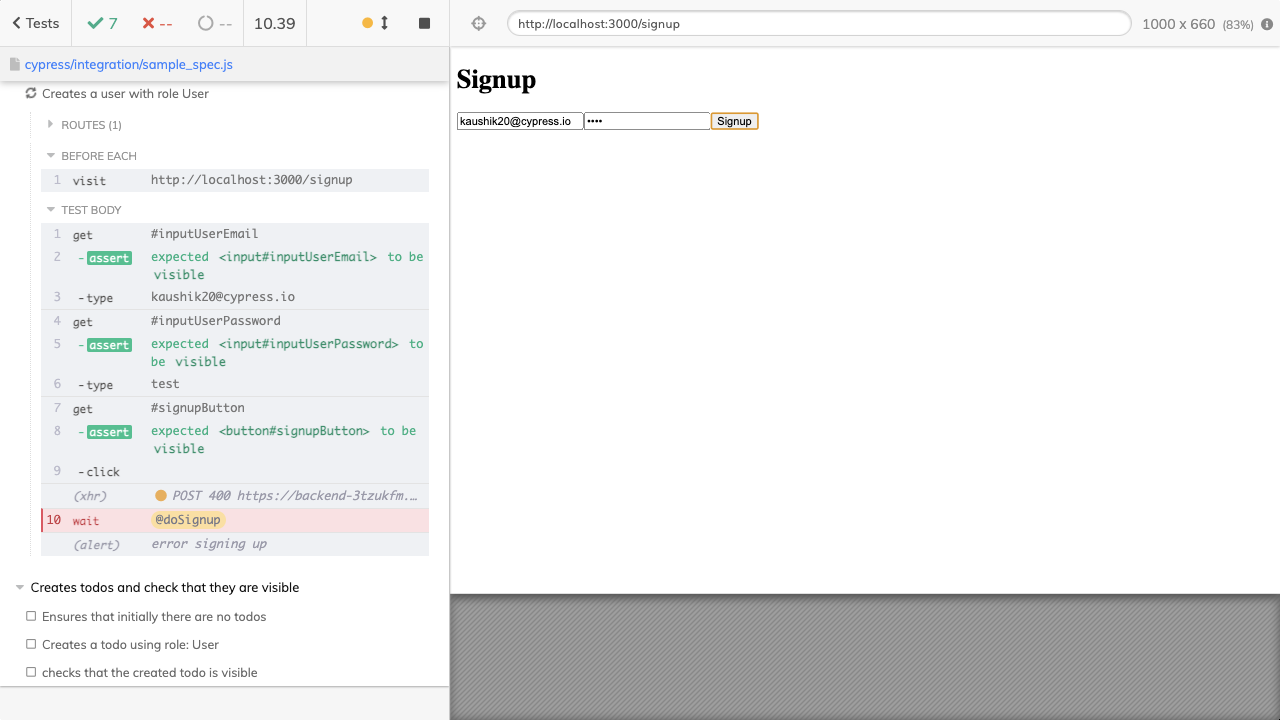 Tests 7 -- -- 10.39
http://localhost:3000/signup 1000 x 660 (83%)
cypress/integration/sample_spec.js
Creates a user with role User
ROUTES (1)
BEFORE EACH
1 visit http://localhost:3000/signup
TEST BODY
1 get #inputUserEmail
2 - assert expected <input#inputUserEmail> to be
visible
3 - type kaushik20@cypress.io
4 get #inputUserPassword
5 - assert expected <input#inputUserPassword> to
be visible
6 - type test
7 get #signupButton
8 - assert expected <button#signupButton> to be
visible
9 - click
(xhr) POST 400 https://backend-3tzukfm....
10 wait @doSignup
(alert) error signing up
Creates todos and check that they are visible
Ensures that initially there are no todos
Creates a todo using role: User
checks that the created todo is visible
Signup
kaushik20@cypress.io •••• Signup